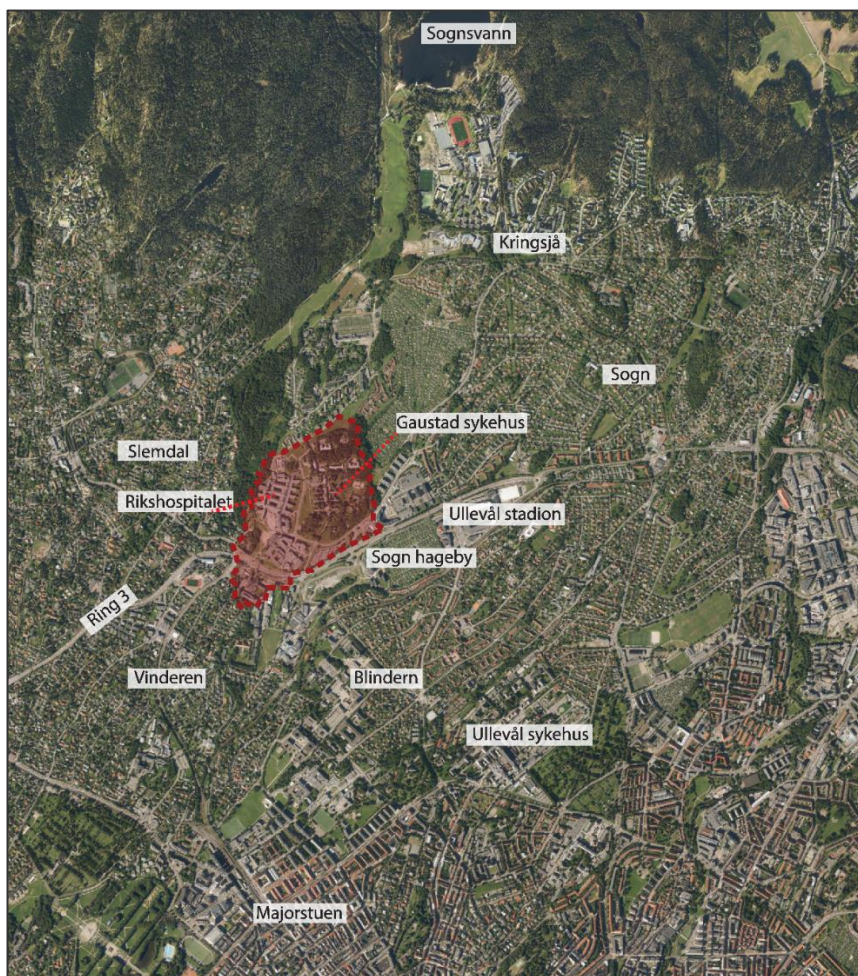 Sognsvann
Kringsjå
Sogn
Gaustad sykehus
Slemdal
Rikshospitalet
Ullevål stadion
Sogn hageby
Ring 3
Vinderen
Blindern
Ullevål sykehus
Majorstuen